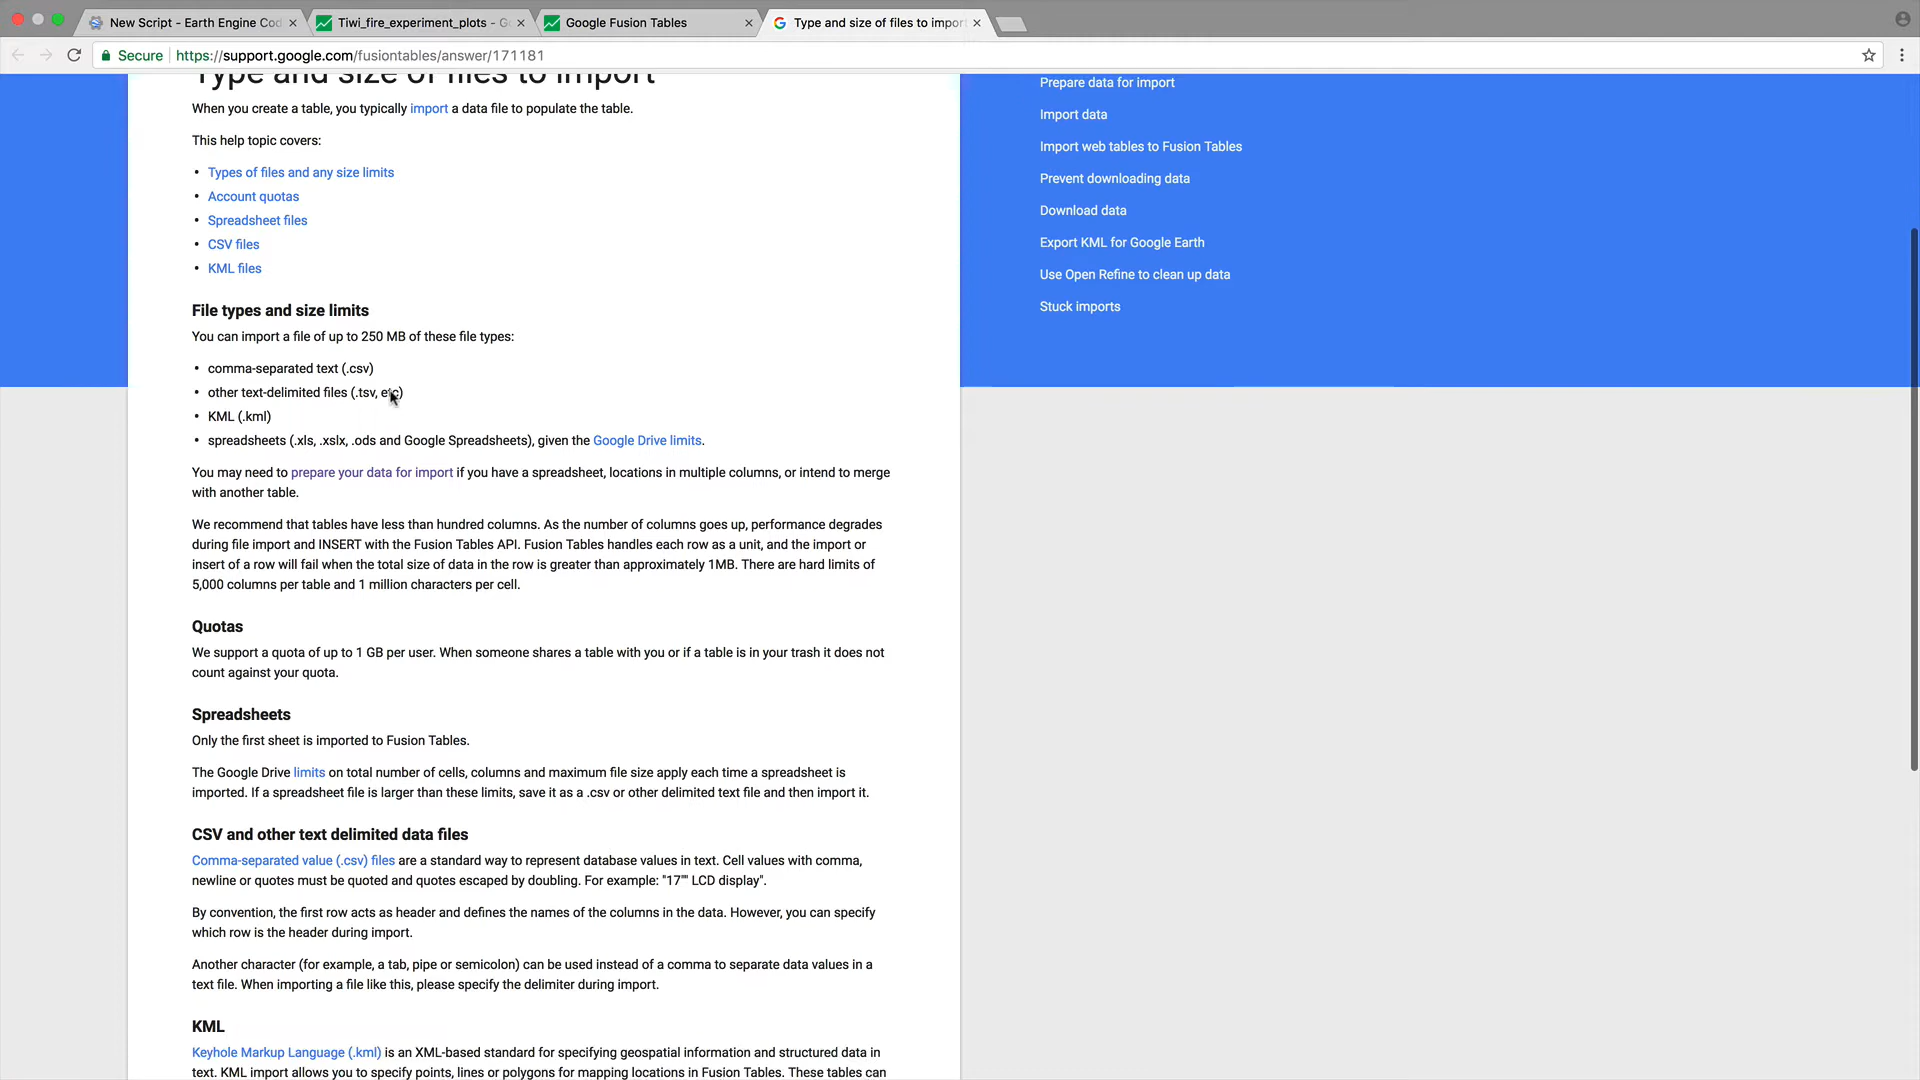 New Script - Earth Engine Cod
Tiwi_fire_experiment_plots - Go
Google Fusion Tables
Type and size of files to impor
Secure https://support.google.com/fusiontables/answer/171181
Type and size of files to import
When you create a table, you typically import a data file to populate the table.
This help topic covers:
• Types of files and any size limits
• Account quotas
• Spreadsheet files
• CSV files
• KML files
File types and size limits
You can import a file of up to 250 MB of these file types:
• comma-separated text (.csv)
• other text-delimited files (.tsv, etc)
• KML (.kml)
• spreadsheets (.xls, .xslx, .ods and Google Spreadsheets), given the Google Drive limits.
You may need to prepare your data for import if you have a spreadsheet, locations in multiple columns, or intend to merge
with another table.
We recommend that tables have less than hundred columns. As the number of columns goes up, performance degrades
during file import and INSERT with the Fusion Tables API. Fusion Tables handles each row as a unit, and the import or
insert of a row will fail when the total size of data in the row is greater than approximately 1MB. There are hard limits of
5,000 columns per table and 1 million characters per cell.
Quotas
We support a quota of up to 1 GB per user. When someone shares a table with you or if a table is in your trash it does not
count against your quota.
Spreadsheets
Only the first sheet is imported to Fusion Tables.
The Google Drive limits on total number of cells, columns and maximum file size apply each time a spreadsheet is
imported. If a spreadsheet file is larger than these limits, save it as a .csv or other delimited text file and then import it.
CSV and other text delimited data files
Comma-separated value (.csv) files are a standard way to represent database values in text. Cell values with comma,
newline or quotes must be quoted and quotes escaped by doubling. For example: "17"" LCD display".
By convention, the first row acts as header and defines the names of the columns in the data. However, you can specify
which row is the header during import.
Another character (for example, a tab, pipe or semicolon) can be used instead of a comma to separate data values in a
text file. When importing a file like this, please specify the delimiter during import.
KML
Keyhole Markup Language (.kml) is an XML-based standard for specifying geospatial information and structured data in
text. KML import allows you to specify points, lines or polygons for mapping locations in Fusion Tables. These tables can
Prepare data for import
Import data
Import web tables to Fusion Tables
Prevent downloading data
Download data
Export KML for Google Earth
Use Open Refine to clean up data
Stuck imports